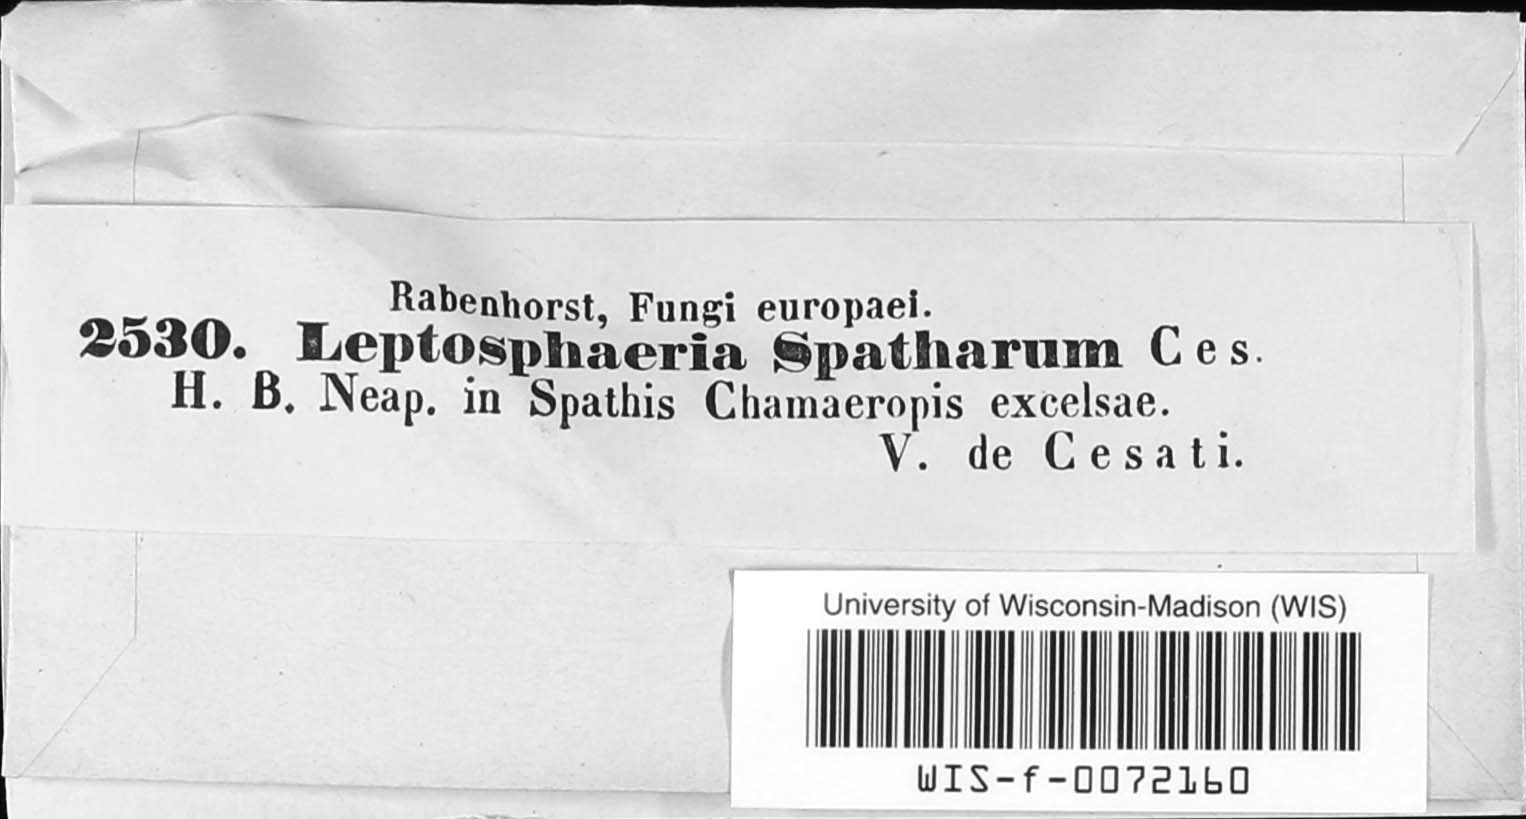 Rabenhorst, Fungi europaei.
2530. Leptosphaeria Spatharum Ces.
H. B. Neap. in Spathis Chamaeropis excelsae.
V. de Cesati.
University of Wisconsin-Madison (WIS)
WIS-f-0072160